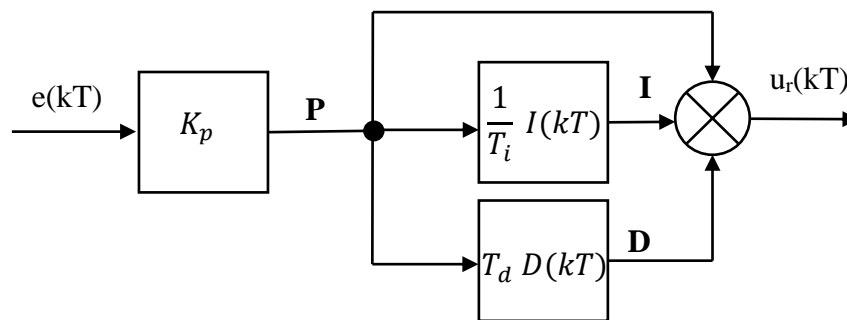 e(kT)
K_p
P
1/T_i I(kT)
I
u_r(kT)
T_d D(kT)
D